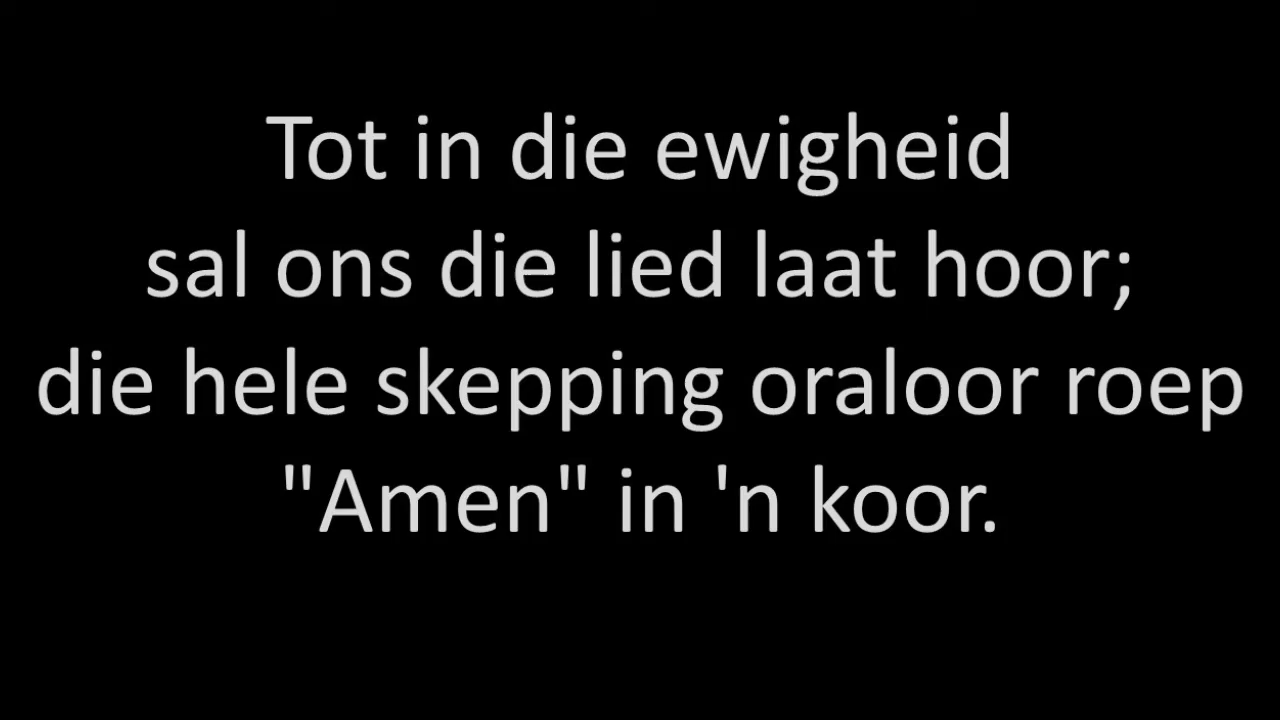 Tot in die ewigheid
sal ons die lied laat hoor;
die hele skepping oraloor roep
"Amen" in 'n koor.